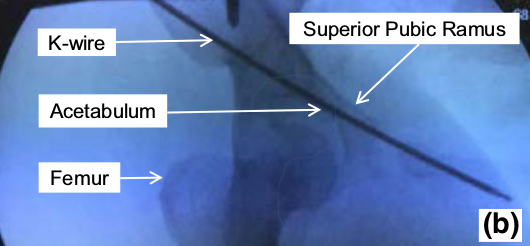 K-wire
Superior Pubic Ramus
Acetabulum
Femur
(b)